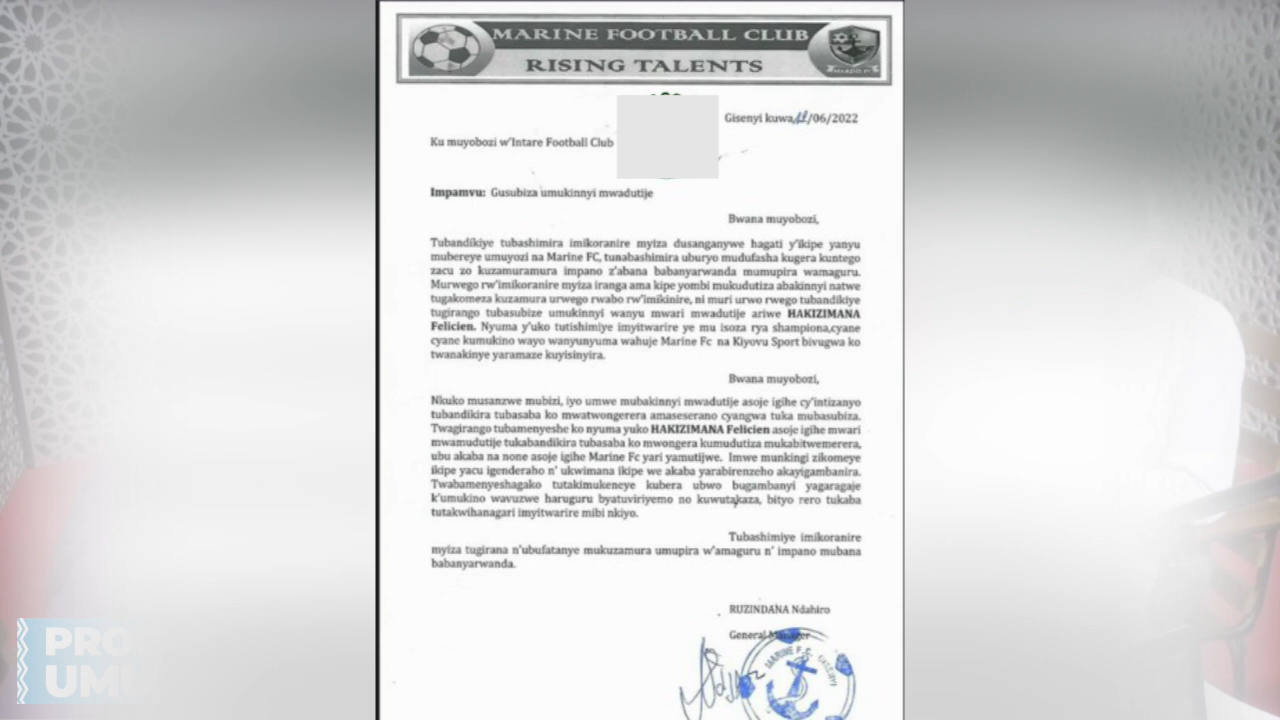 MARINE FOOTBALL CLUB
RISING TALENTS
MARINE FC
Gisenyi kuwa /06/2022
Ku muyobozi w'Intare Football Club
Impamvu: Gusubiza umukinnyi mwadutije
Bwana muyobozi,
Tubandikiye tubashimira imikoranire myiza dusanganywe hagati y'ikipe yanyu
mubereye umuyozi na Marine FC, tunabashimira uburyo mudufasha kugera kuntego
zacu zo kuzamuramura impano z'abana babanyarwanda mumupira wamaguru.
Murwego rw'imikoranire myiza iranga ama kipe yombi mukudutiza abakinnyi natwe
tugakomeza kuzamura urwego rwabo rw'imikinire, ni muri urwo rwego tubandikiye
tugirango tubasubize umukinnyi wanyu mwari mwadutije ariwe HAKIZIMANA
Felicien. Nyuma y'uko tutishimiye imyitwarire ye mu isoza rya shampiona,cyane
cyane kumukino wayo wanyunyuma wahuje Marine Fc na Kiyovu Sport bivugwa ko
twanakinye yaramaze kuyisinyira.
Bwana muyobozi,
Nkuko musanzwe mubizi, iyo umwe mubakinnyi mwadutije asoje igihe cy'intizanyo
tubandikira tubasaba ko mwatwongerera amaseserano cyangwa tuka mubasubiza.
Twagirango tubamenyeshe ko nyuma yuko HAKIZIMANA Felicien asoje igihe mwari
mwamudutije tukabandikira tubasaba ko mwongera kumudutiza mukabitwemerera,
ubu akaba na none asoje igihe Marine Fc yari yamutijwe. Imwe munkingi zikomeye
ikipe yacu igenderaho n' ukwimana ikipe we akaba yarabirenzeho akayigambanira.
Twabamenyeshagako tutakimukeneye kubera ubwo bugambanyi yagaragaje
k'umukino wavuzwe haruguru byatuviriyemo no kuwutakaza, bityo rero tukaba
tutakwihanagari imyitwarire mibi nkiyo.
Tubashimiye imikoranire
myiza tugirana n'ubufatanye mukuzamura umupira w'amaguru n' impano mubana
babanyarwanda.
RUZINDANA Ndahiro
General Manager
MARINE F.C. GISENYI
PRO
UMU